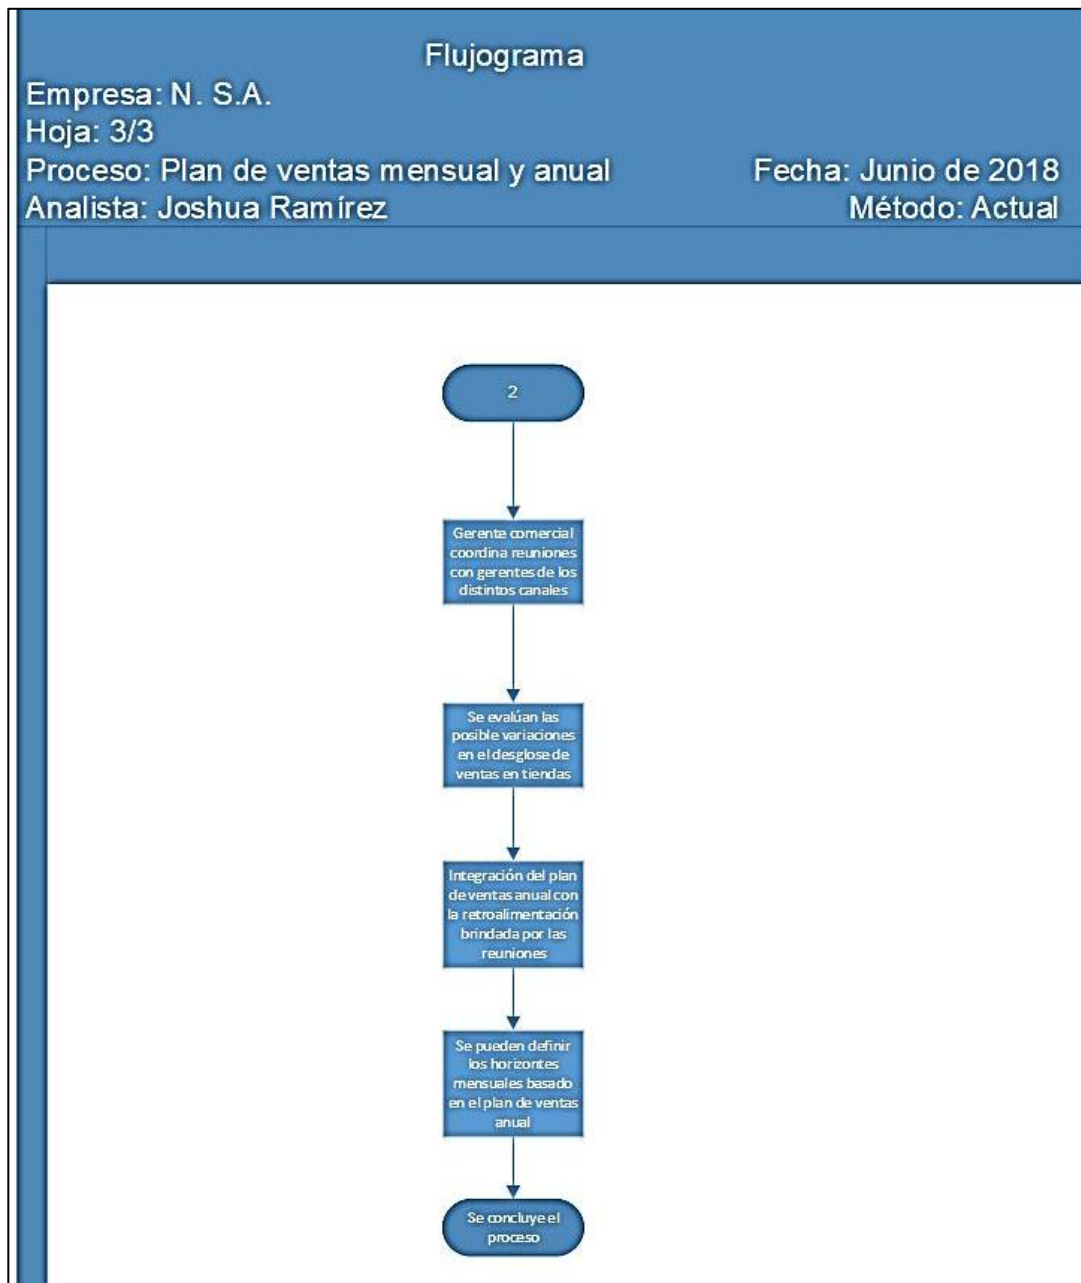 Flujograma
Empresa: N. S.A.
Hoja: 3/3
Proceso: Plan de ventas mensual y anual
Fecha: Junio de 2018
Analista: Joshua Ramírez
Método: Actual
2
Gerente comercial
coordina reuniones
con gerentes de los
distintos canales
Se evalúan las
posible variaciones
en el desglose de
ventas en tiendas
Integración del plan
de ventas anual con
la retroalimentación
brindada por las
reuniones
Se pueden definir
los horizontes
mensuales basado
en el plan de ventas
anual
Se concluye el
proceso